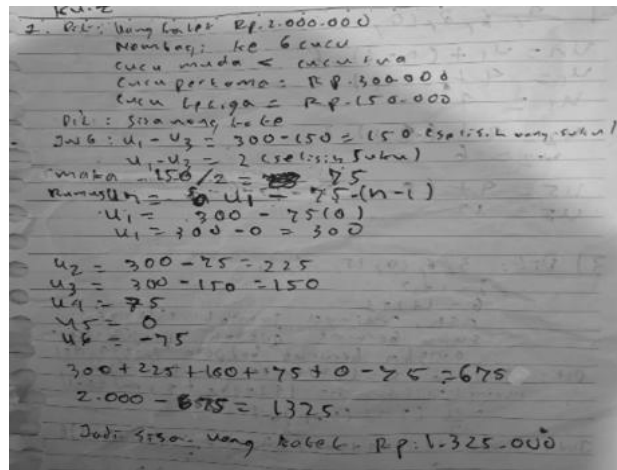 KUIZ
1. Dik: Uang kakek Rp. 2.000.000
Membagi ke 6 cucu
cucu muda < cucu tua
Cucu pertama = Rp. 300.000
Cucu ketiga = Rp. 150.000
Dit : Sisa uang kakek
Jwb : U1 - U3 = 300 - 150 = 150 (selisih uang suku)
U1 - U3 = 2 (selisih suku)
maka 150/2 = 75
Rumus Un = U1 - 75 - (n-1)
U1 = 300 - 75(0)
U1 = 300 - 0 = 300
U2 = 300 - 75 = 225
U3 = 300 - 150 = 150
U4 = 75
U5 = 0
U6 = -75
300 + 225 + 150 + 75 + 0 - 75 = 675
2.000 - 675 = 1325
Jadi sisa uang kakek Rp. 1.325.000